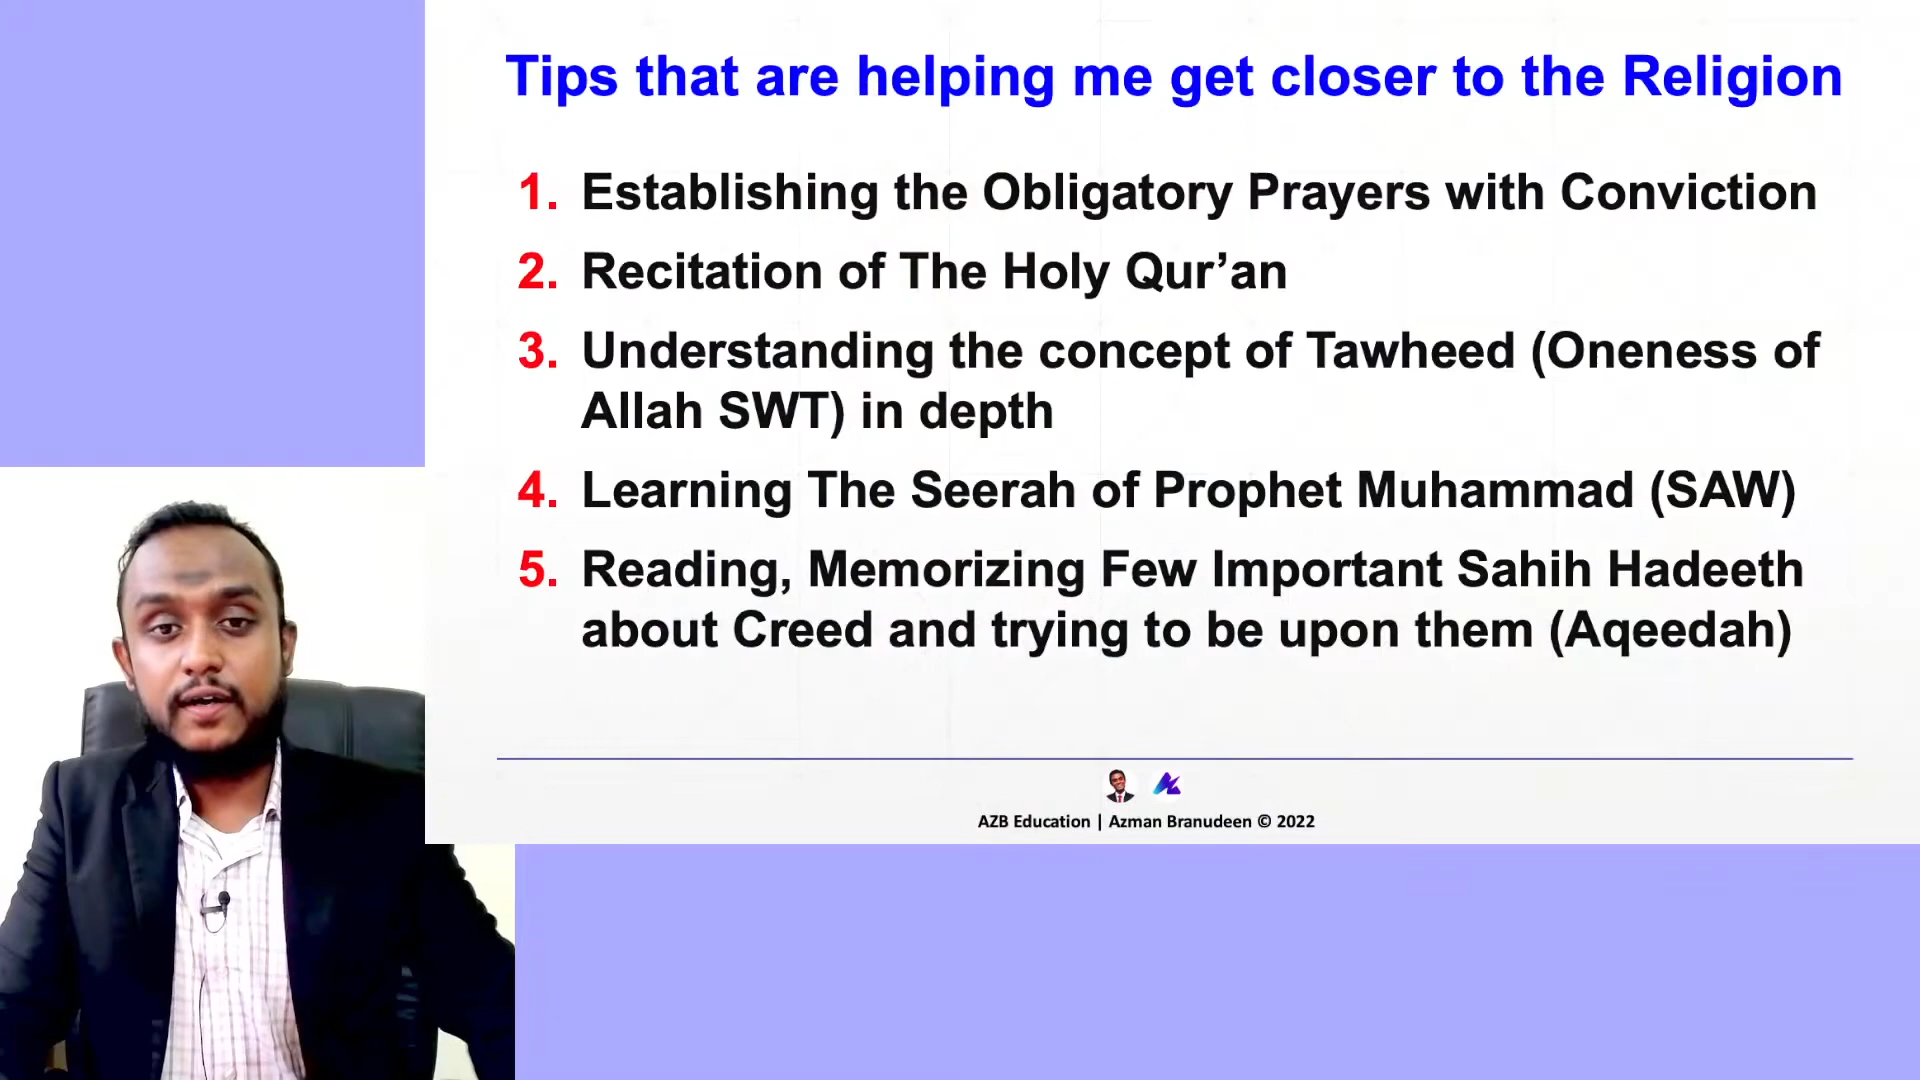 Tips that are helping me get closer to the Religion
1. Establishing the Obligatory Prayers with Conviction
2. Recitation of The Holy Qur’an
3. Understanding the concept of Tawheed (Oneness of
Allah SWT) in depth
4. Learning The Seerah of Prophet Muhammad (SAW)
5. Reading, Memorizing Few Important Sahih Hadeeth
about Creed and trying to be upon them (Aqeedah)
AZB Education | Azman Branudeen © 2022